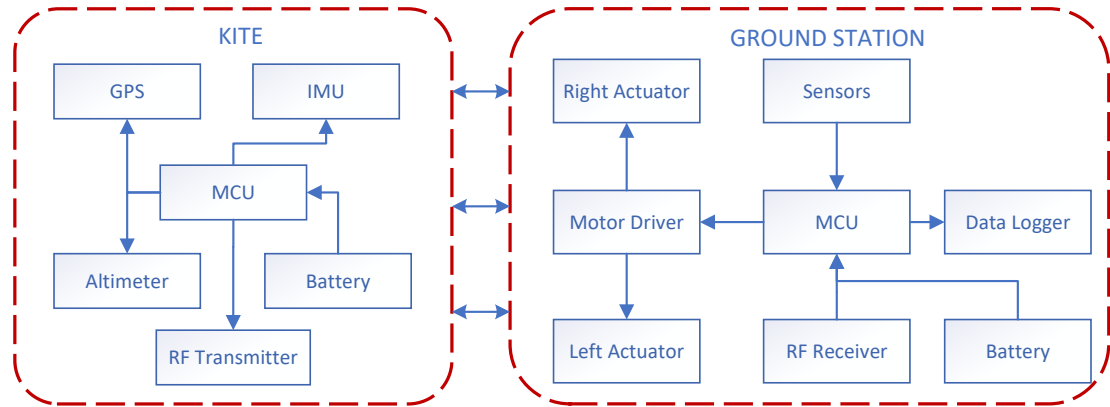 KITE
GPS
IMU
MCU
Altimeter
Battery
RF Transmitter
GROUND STATION
Right Actuator
Sensors
Motor Driver
MCU
Data Logger
Left Actuator
RF Receiver
Battery